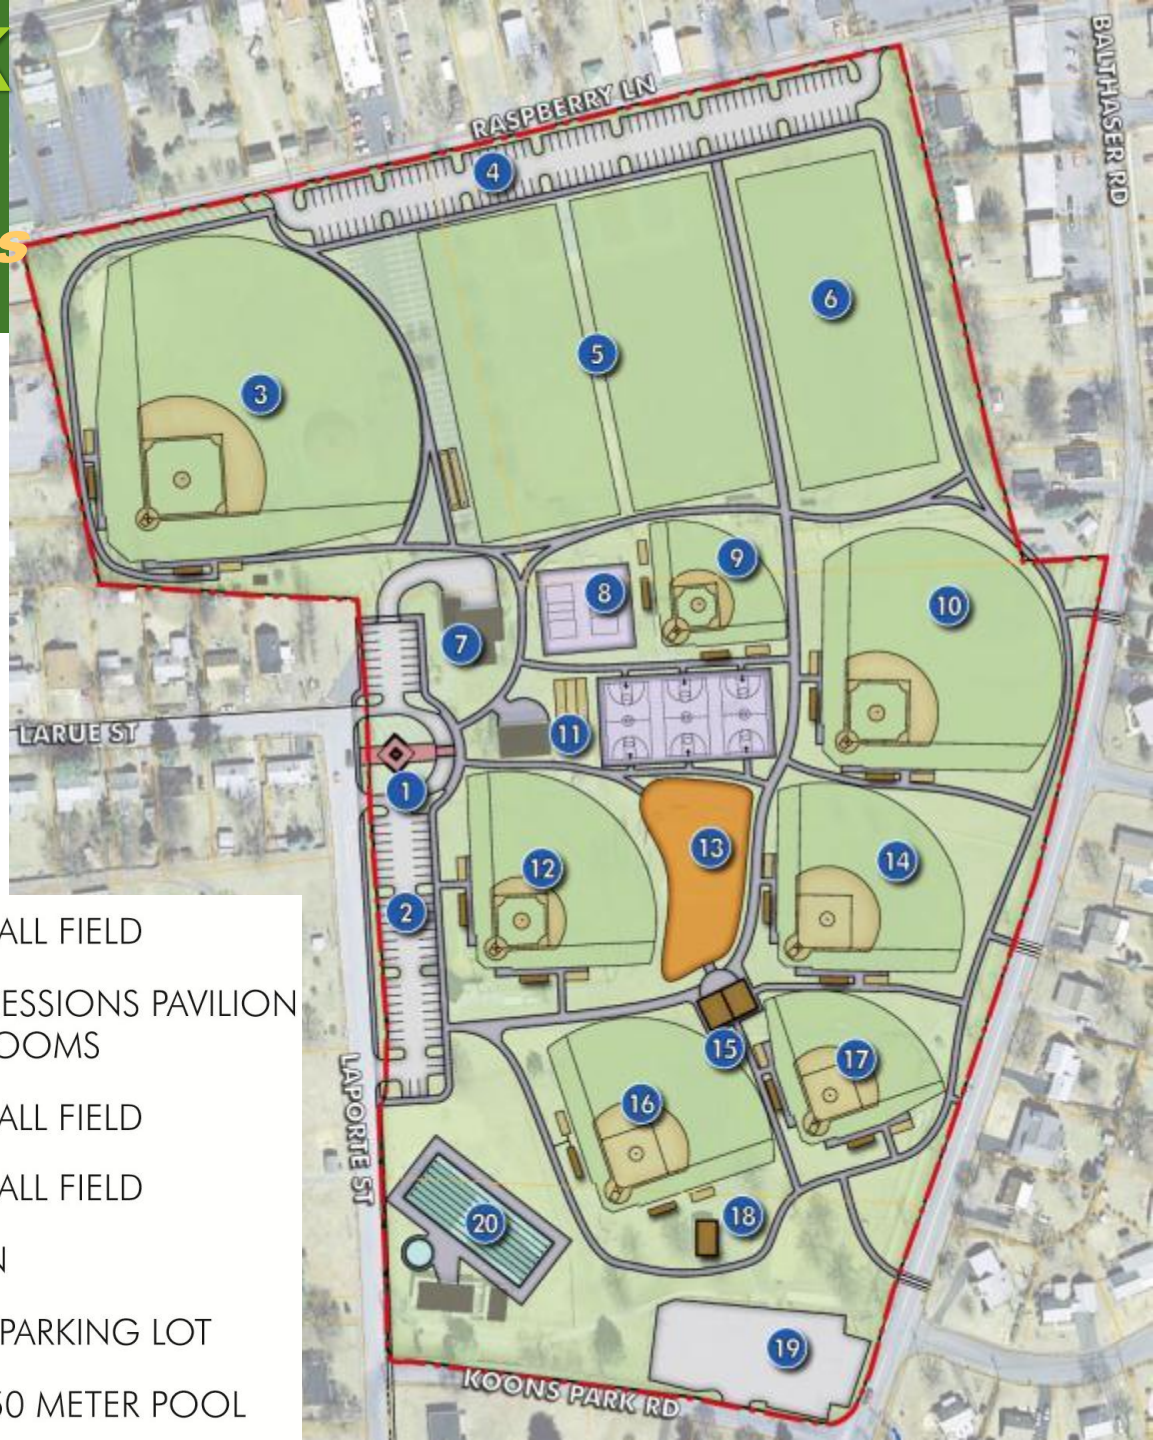 K
s
RASPBERRY LN
BALTHASER RD
4
6
5
3
9
8
10
7
LARUE ST
11
1
13
12
14
2
ALL FIELD
ESSIONS PAVILION
OOMS
15
17
LAPORTE ST
16
ALL FIELD
ALL FIELD
18
20
N
PARKING LOT
19
KOONS PARK RD
50 METER POOL